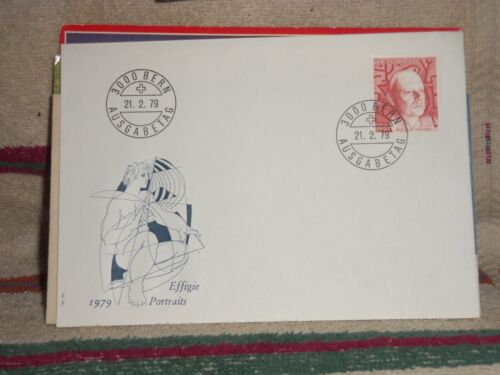 3000 BERN
21. 2. 79
AUSGABETAG
3000 BERN
21. 2. 79
AUSGABETAG
Effigie
1979 Portraits